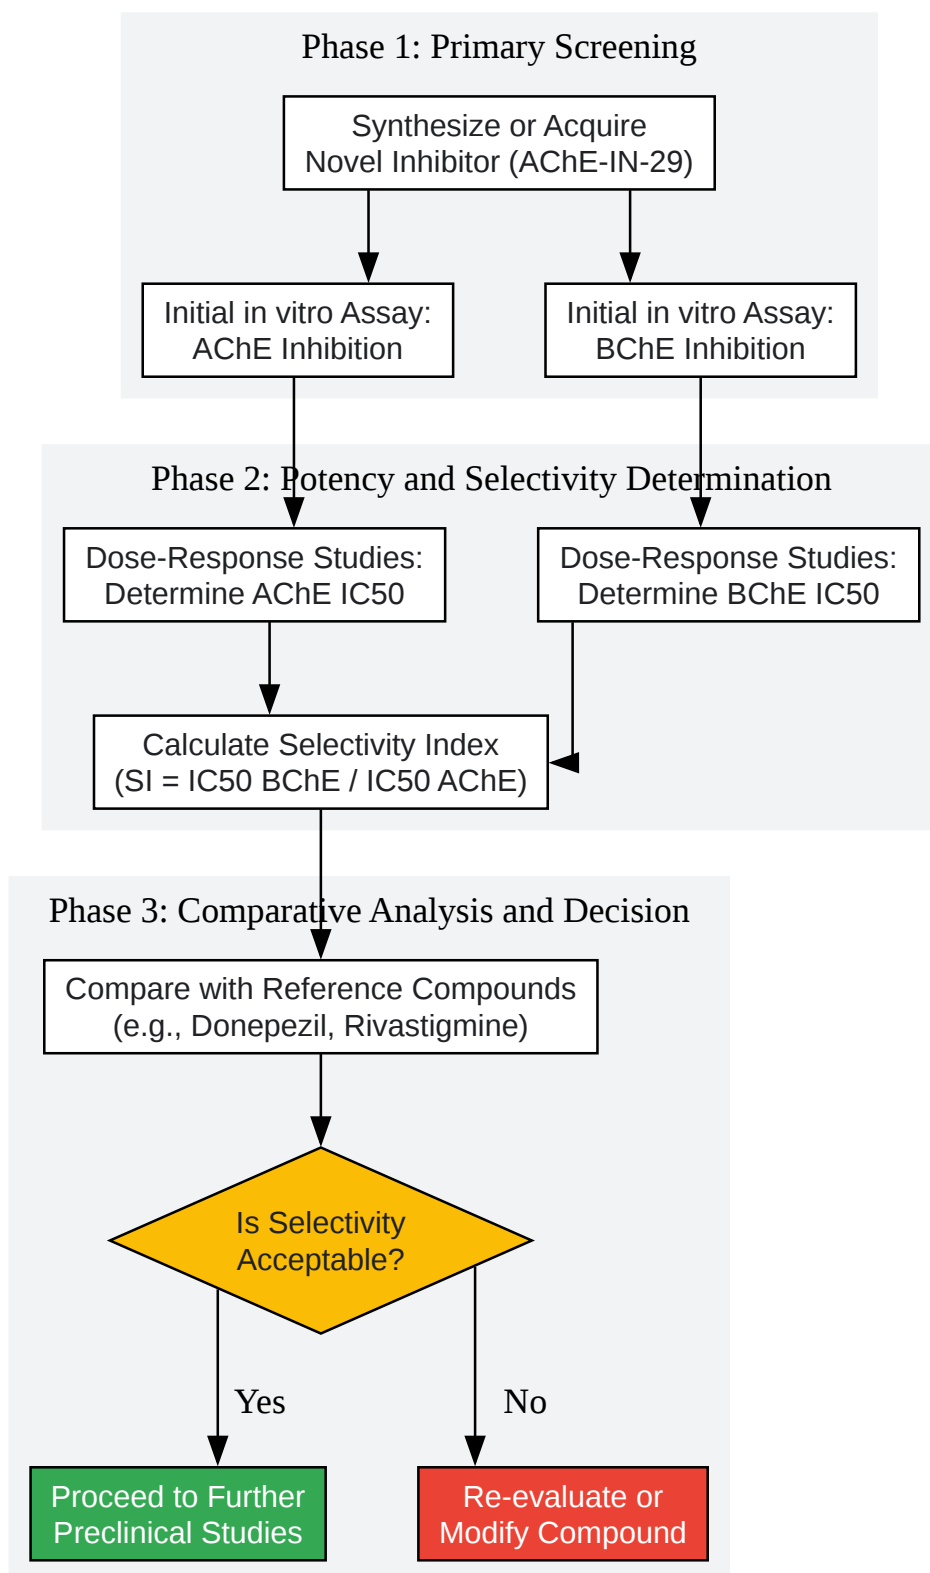 Phase 1: Primary Screening
Synthesize or Acquire
Novel Inhibitor (AChE-IN-29)
Initial in vitro Assay:
AChE Inhibition
Initial in vitro Assay:
BChE Inhibition
Phase 2: Potency and Selectivity Determination
Dose-Response Studies:
Determine AChE IC50
Dose-Response Studies:
Determine BChE IC50
Calculate Selectivity Index
(SI = IC50 BChE / IC50 AChE)
Phase 3: Comparative Analysis and Decision
Compare with Reference Compounds
(e.g., Donepezil, Rivastigmine)
Is Selectivity
Acceptable?
Yes
No
Proceed to Further
Preclinical Studies
Re-evaluate or
Modify Compound